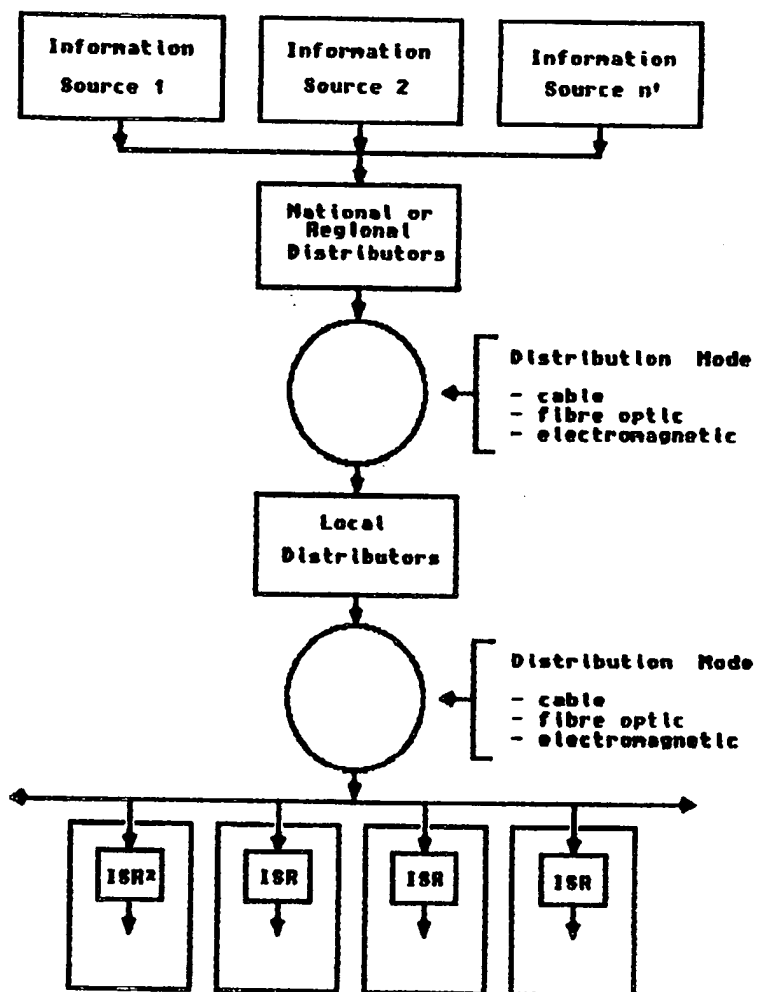 Information
Source 1
Information
Source 2
Information
Source n¹
National or
Regional
Distributors
Distribution Mode
- cable
- fibre optic
- electromagnetic
Local
Distributors
Distribution Mode
- cable
- fibre optic
- electromagnetic
ISR²
ISR
ISR
ISR